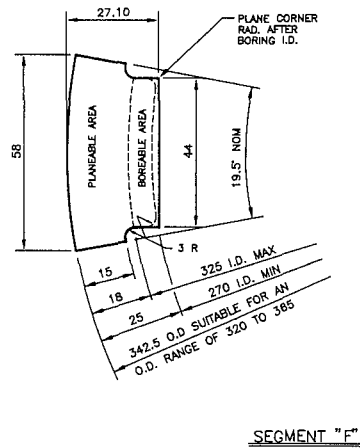 27.10
PLANE CORNER
RAD. AFTER
BORING I.D.
58
PLANEABLE AREA
BOREABLE AREA
44
19.5° NOM
3 R
15
18
25
325 I.D. MAX
270 I.D. MIN
342.5 O.D SUITABLE FOR AN
O.D. RANGE OF 320 TO 385
SEGMENT "F"